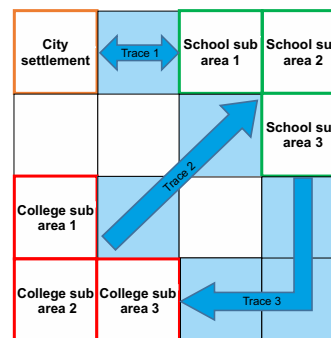 City
settlement
Trace 1
School sub
area 1
School sub
area 2
School su
area 3
Trace 2
College sub
area 1
College sub
area 2
College sub
area 3
Trace 3